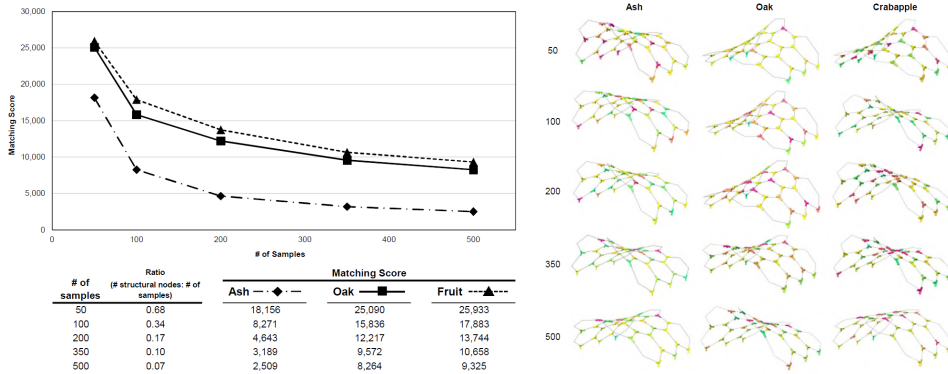 30,000
25,000
20,000
15,000
10,000
5,000
0
Matching Score
0 100 200 300 400 500
# of Samples
# of samples
Ratio (# structural nodes: # of samples)
Matching Score
Ash Oak Fruit
50 0.68 18,156 25,090 25,933
100 0.34 8,271 15,836 17,883
200 0.17 4,643 12,217 13,744
350 0.10 3,189 9,572 10,658
500 0.07 2,509 8,264 9,325
Ash Oak Crabapple
50
100
200
350
500